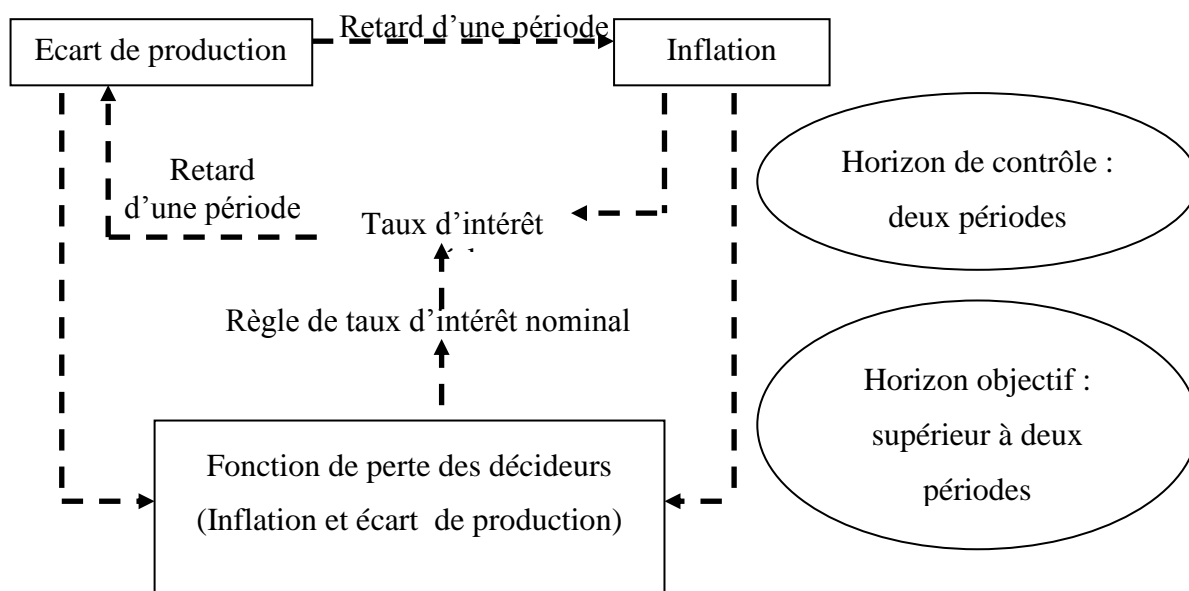 Retard d’une période
Ecart de production
Inflation
Horizon de contrôle :
deux périodes
Retard
d’une période
Taux d’intérêt
Règle de taux d’intérêt nominal
Horizon objectif :
supérieur à deux
périodes
Fonction de perte des décideurs
(Inflation et écart de production)